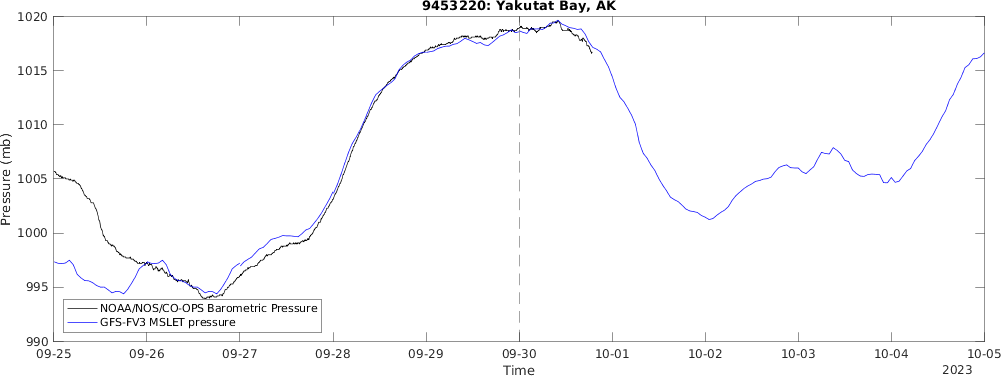 9453220: Yakutat Bay, AK
1020
1015
1010
1005
1000
995
990
Pressure (mb)
NOAA/NOS/CO-OPS Barometric Pressure
GFS-FV3 MSLET pressure
09-25 09-26 09-27 09-28 09-29 09-30 10-01 10-02 10-03 10-04 10-05
Time
2023